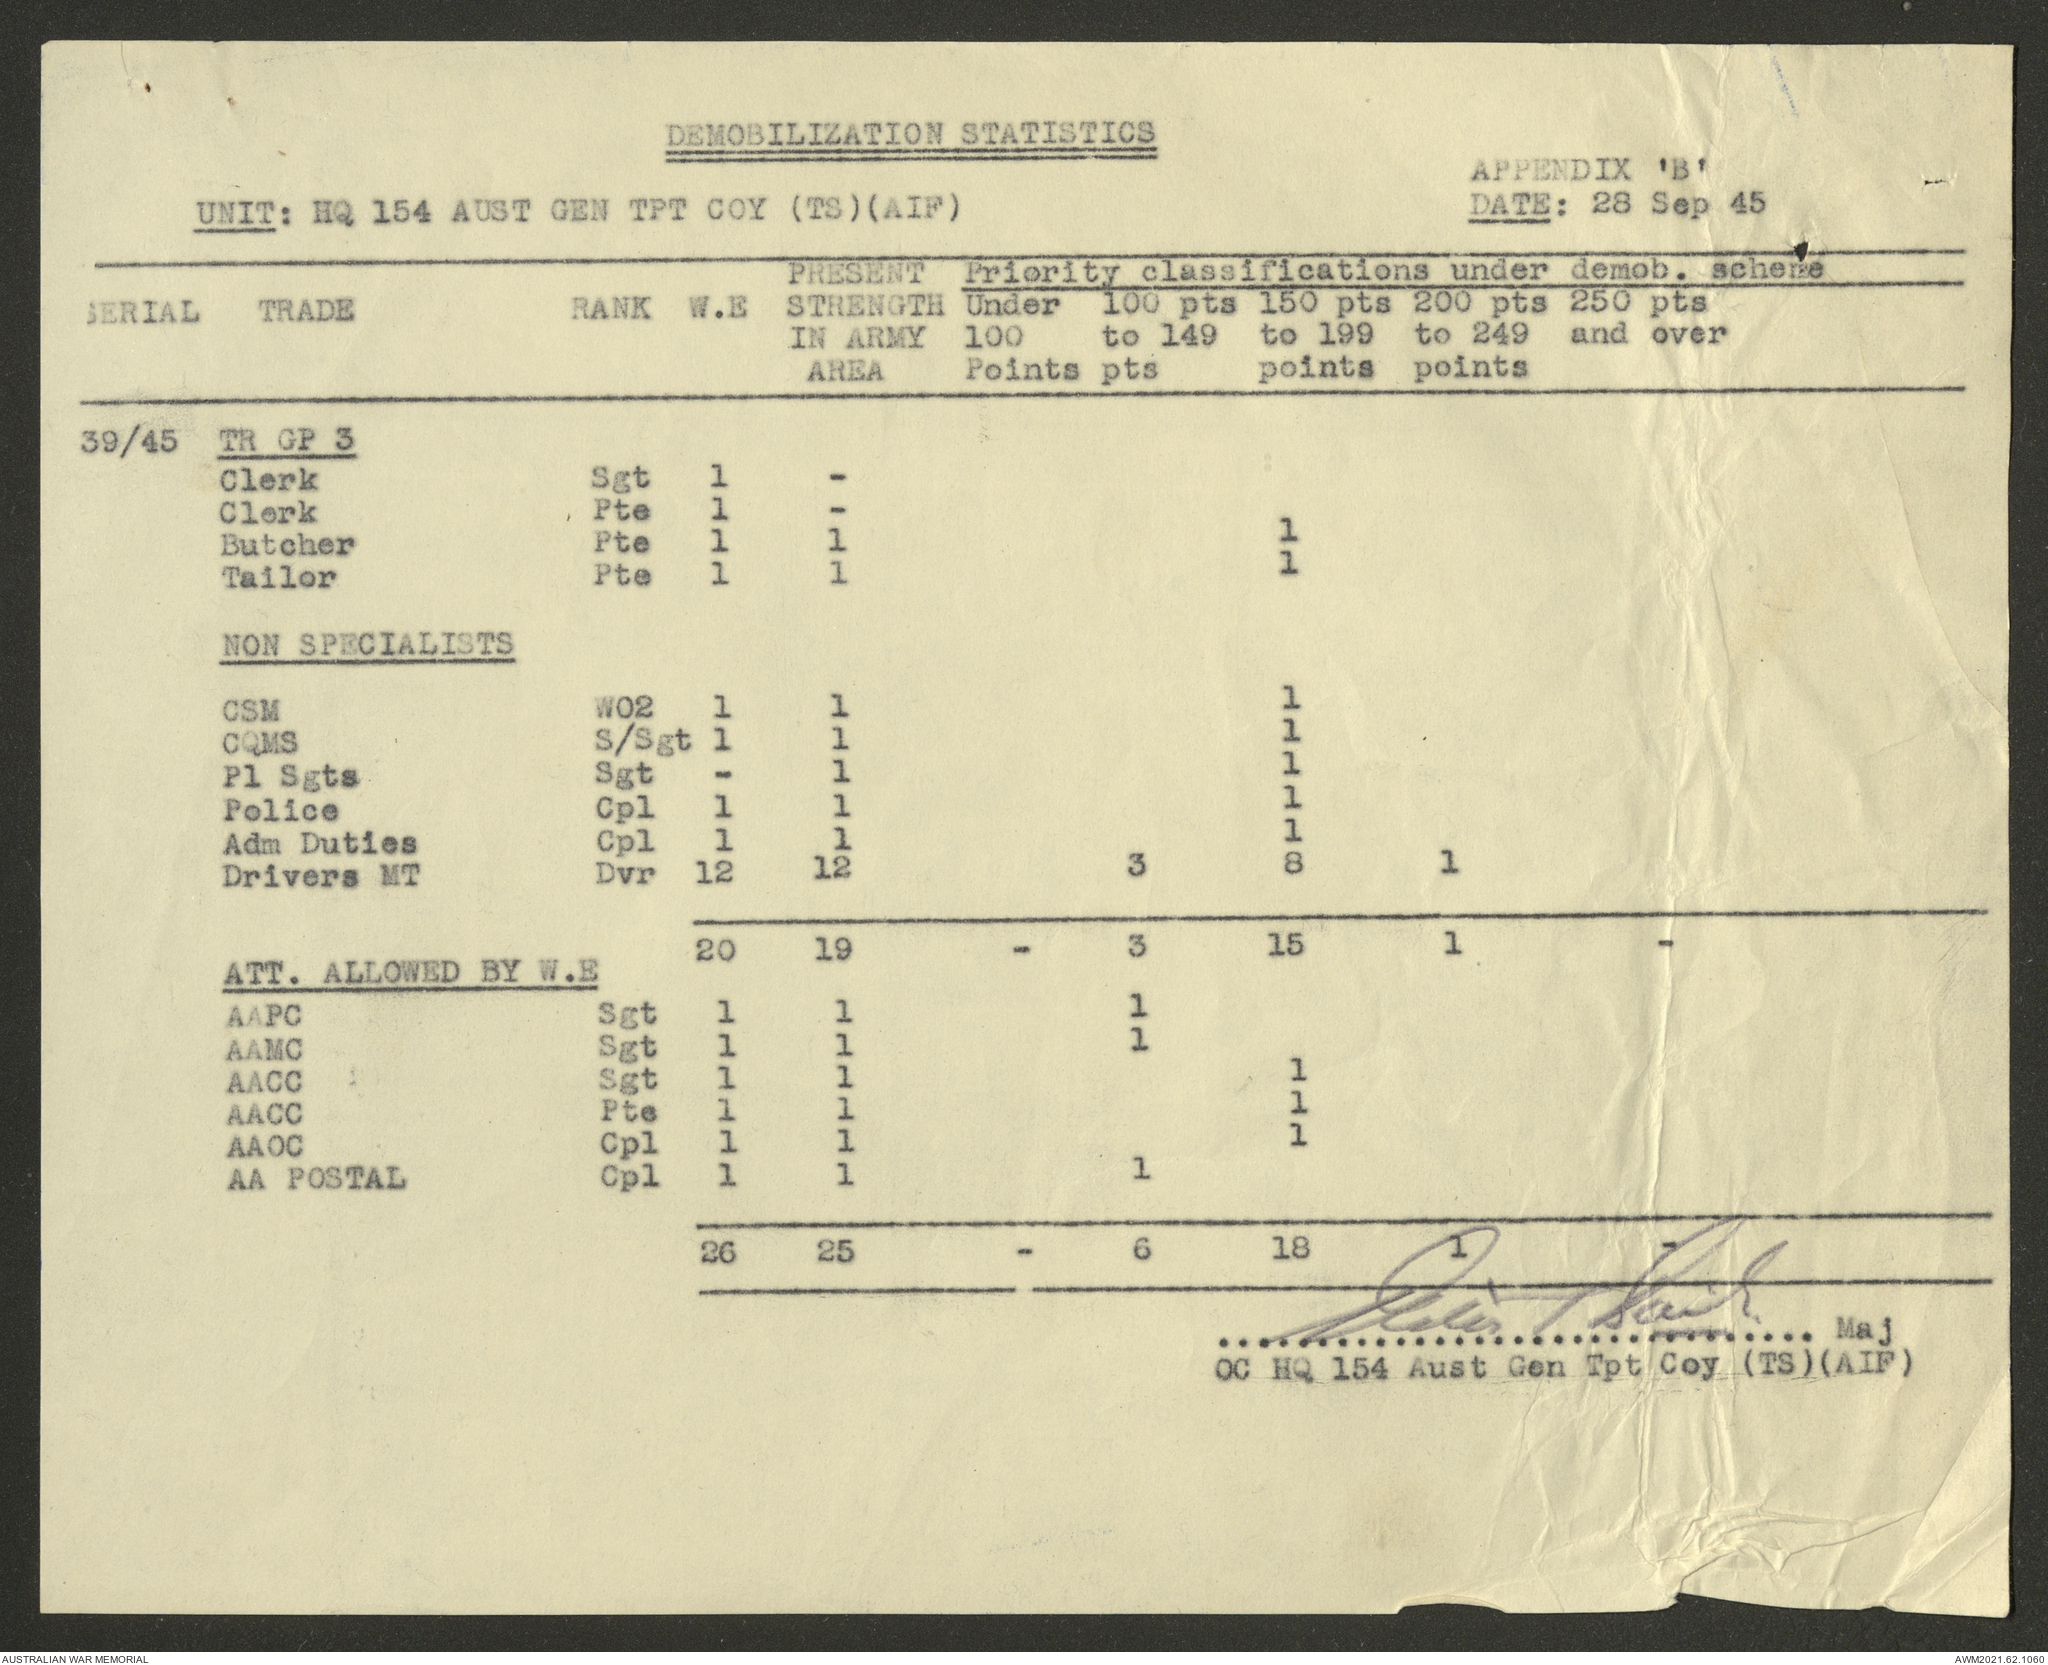 DEMOBILIZATION STATISTICS
APPENDIX 'B'
UNIT: HQ 154 AUST GEN TPT COY (TS)(AIF)
DATE: 28 Sep 45
PRESENT Priority classifications under demob. scheme
SERIAL TRADE RANK W.E STRENGTH Under 100 pts 150 pts 200 pts 250 pts
IN ARMY 100 to 149 to 199 to 249 and over
AREA Points pts points points
39/45 TR GP 3
Clerk Sgt 1 -
Clerk Pte 1 -
Butcher Pte 1 1 1
Tailor Pte 1 1 1
NON SPECIALISTS
CSM WO2 1 1 1
CQMS S/Sgt 1 1 1
Pl Sgts Sgt - 1 1
Police Cpl 1 1 1
Adm Duties Cpl 1 1 1
Drivers MT Dvr 12 12 3 8 1
20 19 - 3 15 1 -
ATT. ALLOWED BY W.E
AAPC Sgt 1 1 1
AAMC Sgt 1 1 1
AACC Sgt 1 1 1
AACC Pte 1 1 1
AAOC Cpl 1 1 1
AA POSTAL Cpl 1 1 1
26 25 - 6 18 1 -
............................... Maj
OC HQ 154 Aust Gen Tpt Coy (TS)(AIF)
AUSTRALIAN WAR MEMORIAL
AWM2021.62.1060